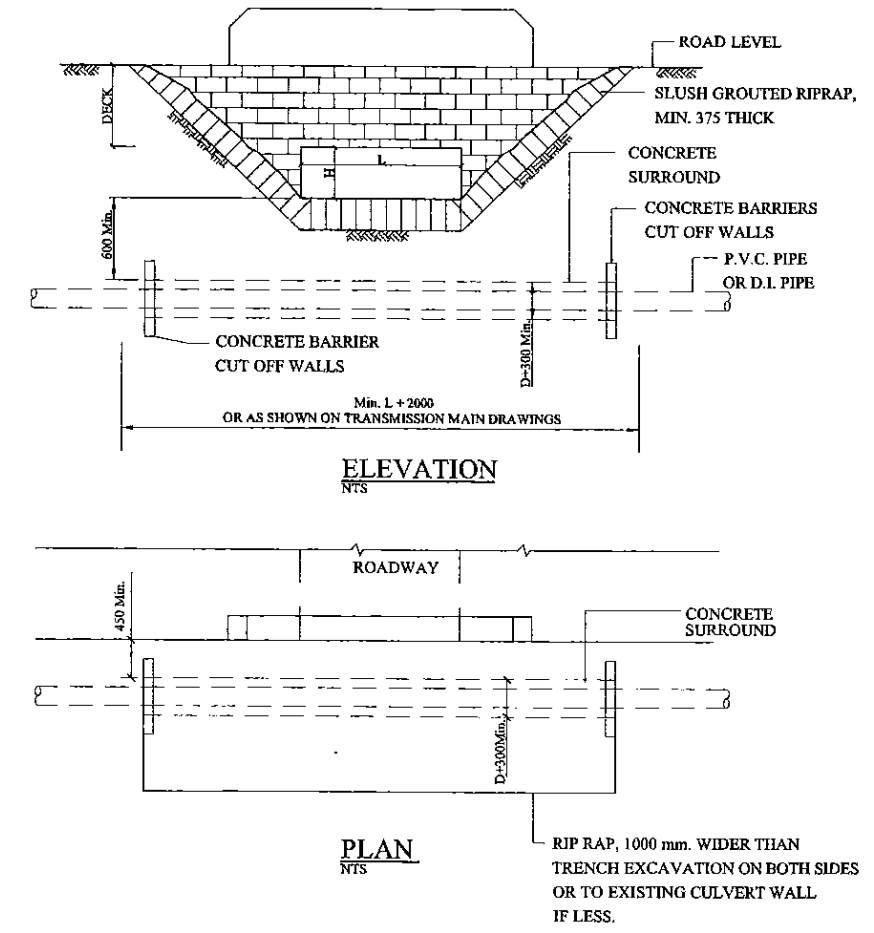 ROAD LEVEL
SLUSH GROUTED RIPRAP,
MIN. 375 THICK
DECK
L
H
CONCRETE
SURROUND
CONCRETE BARRIERS
CUT OFF WALLS
600 Min.
P.V.C. PIPE
OR D.I. PIPE
D+300 Min.
CONCRETE BARRIER
CUT OFF WALLS
Min. L + 2000
OR AS SHOWN ON TRANSMISSION MAIN DRAWINGS
ELEVATION
NTS
ROADWAY
450 Min.
CONCRETE
SURROUND
D+300Min.
PLAN
NTS
RIP RAP, 1000 mm. WIDER THAN
TRENCH EXCAVATION ON BOTH SIDES
OR TO EXISTING CULVERT WALL
IF LESS.